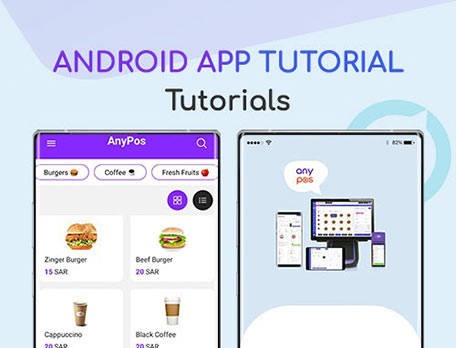 ANDROID APP TUTORIAL
Tutorials
AnyPos
Burgers 🍔
Coffee ☕
Fresh Fruits 🍎
Zinger Burger
15 SAR
Beef Burger
20 SAR
Cappuccino
20 SAR
Black Coffee
20 SAR
82%
any
pos